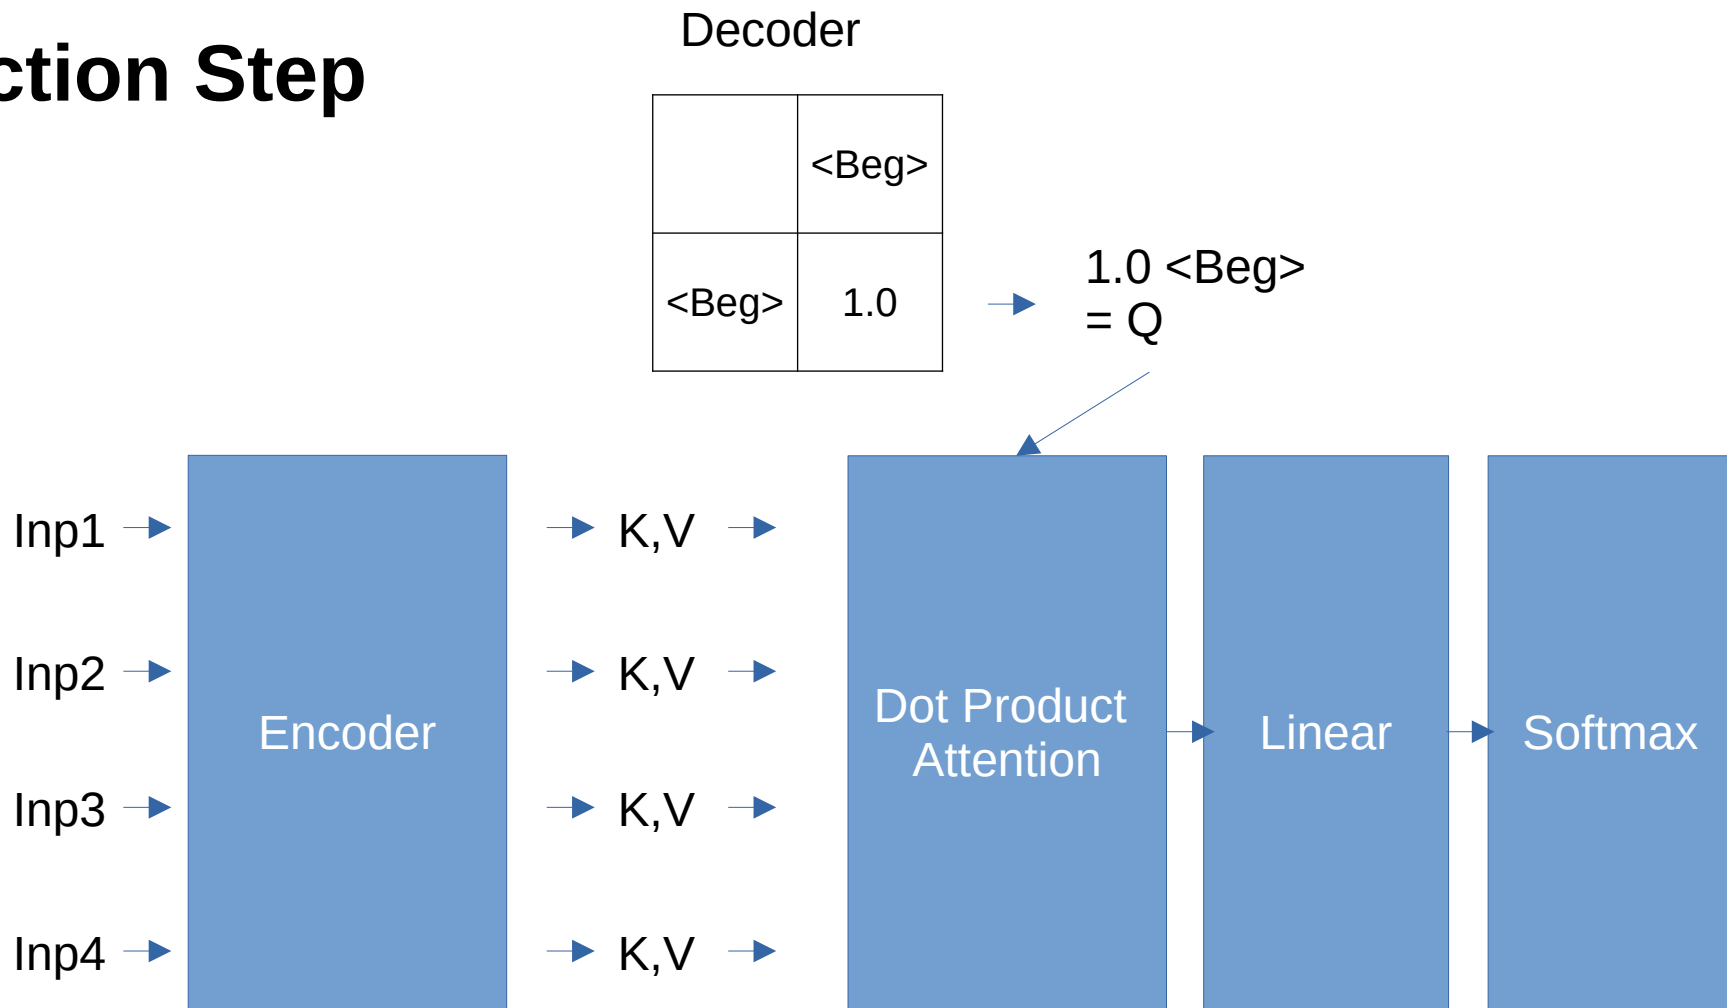 ction Step
Decoder
<Beg>
<Beg> 1.0
1.0 <Beg>
= Q
Inp1 K,V
Inp2 K,V
Inp3 K,V
Inp4 K,V
Encoder
Dot Product
Attention
Linear
Softmax